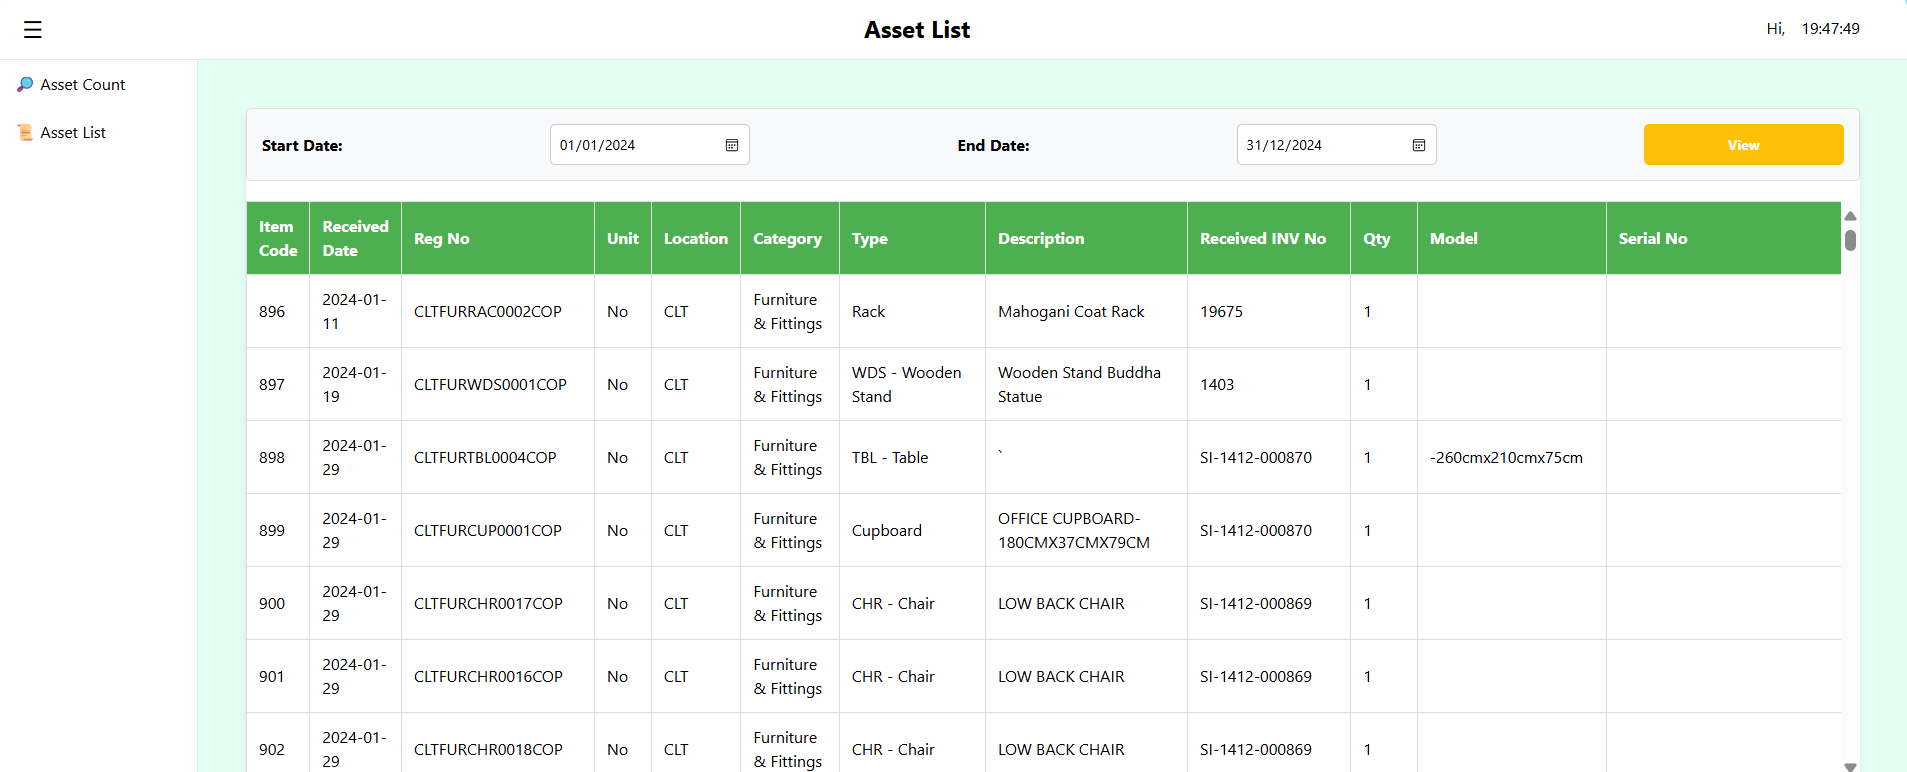 ☰ Asset List Hi, 19:47:49
Asset Count
Asset List
Start Date: 01/01/2024 End Date: 31/12/2024 View
Item Code Received Date Reg No Unit Location Category Type Description Received INV No Qty Model Serial No
896 2024-01-11 CLTFURRAC0002COP No CLT Furniture & Fittings Rack Mahogani Coat Rack 19675 1
897 2024-01-19 CLTFURWDS0001COP No CLT Furniture & Fittings WDS - Wooden Stand Wooden Stand Buddha Statue 1403 1
898 2024-01-29 CLTFURTBL0004COP No CLT Furniture & Fittings TBL - Table ` SI-1412-000870 1 -260cmx210cmx75cm
899 2024-01-29 CLTFURCUP0001COP No CLT Furniture & Fittings Cupboard OFFICE CUPBOARD-180CMX37CMX79CM SI-1412-000870 1
900 2024-01-29 CLTFURCHR0017COP No CLT Furniture & Fittings CHR - Chair LOW BACK CHAIR SI-1412-000869 1
901 2024-01-29 CLTFURCHR0016COP No CLT Furniture & Fittings CHR - Chair LOW BACK CHAIR SI-1412-000869 1
902 2024-01-29 CLTFURCHR0018COP No CLT Furniture & Fittings CHR - Chair LOW BACK CHAIR SI-1412-000869 1